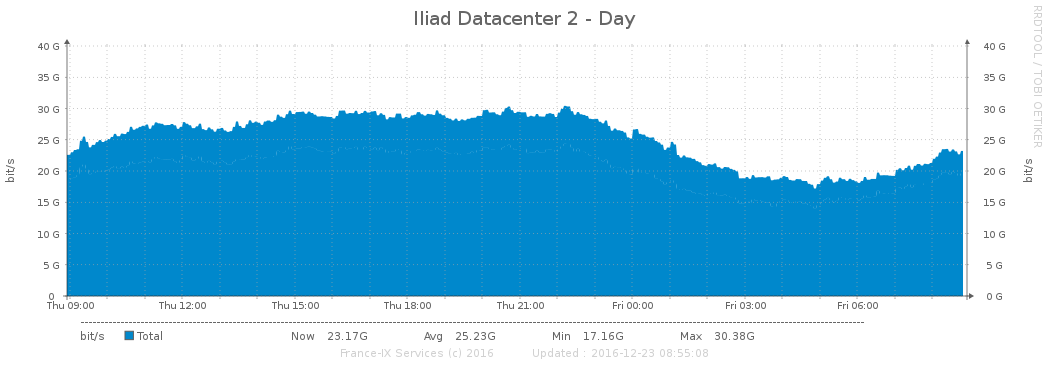 Iliad Datacenter 2 - Day
RRDTOOL / TOBI OETIKER
40 G 40 G
35 G 35 G
30 G 30 G
25 G 25 G
20 G 20 G
15 G 15 G
10 G 10 G
5 G 5 G
0 0 G
bit/s bit/s
Thu 09:00 Thu 12:00 Thu 15:00 Thu 18:00 Thu 21:00 Fri 00:00 Fri 03:00 Fri 06:00
bit/s Total Now 23.17G Avg 25.23G Min 17.16G Max 30.38G
France-IX Services (c) 2016 Updated : 2016-12-23 08:55:08